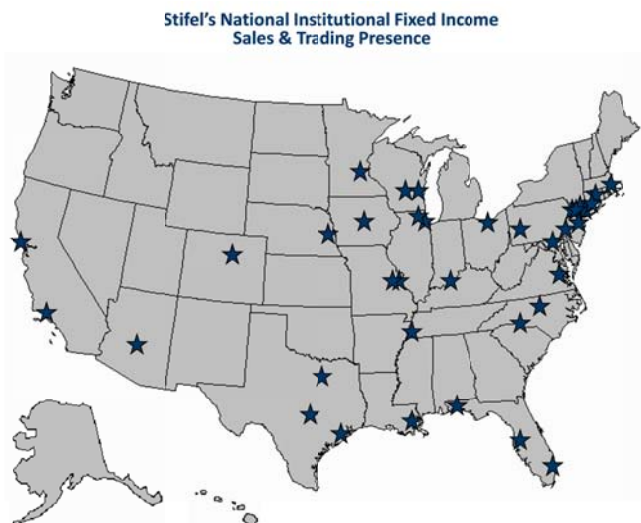 Stifel's National Institutional Fixed Income
Sales & Trading Presence